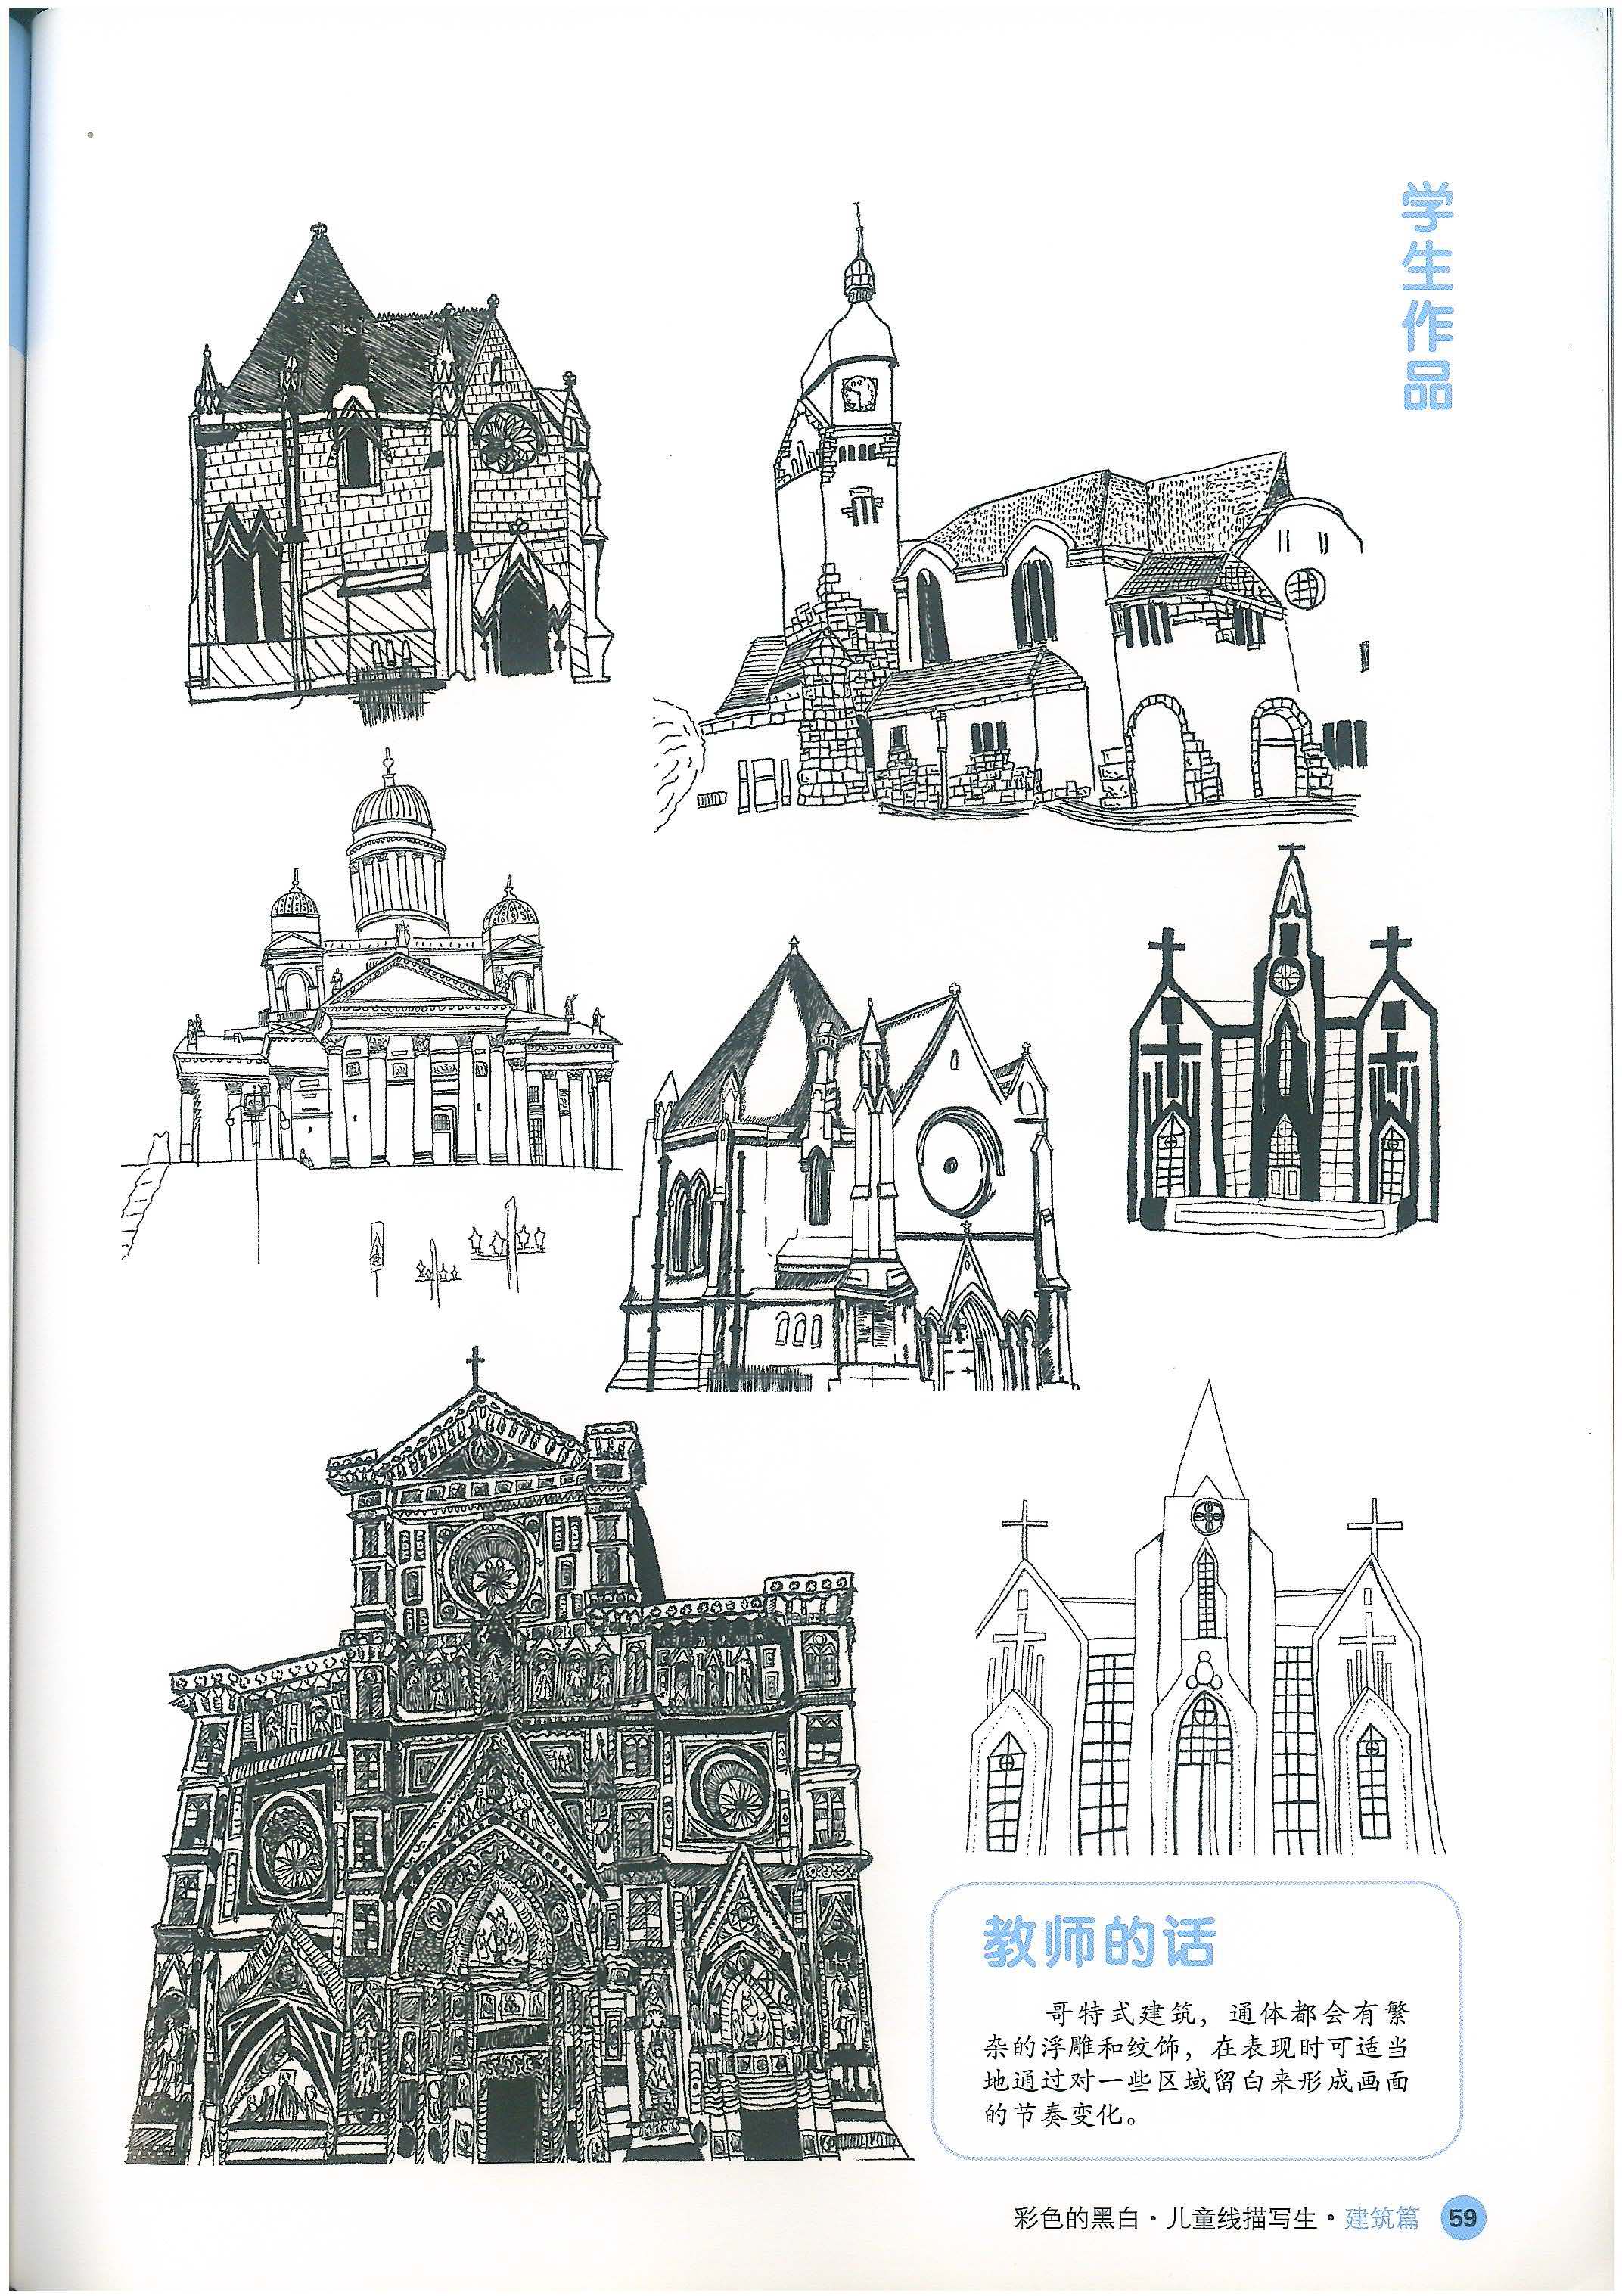 学生作品
教师的话
哥特式建筑，通体都会有繁
杂的浮雕和纹饰，在表现时可适当
地通过对一些区域留白来形成画面
的节奏变化。
彩色的黑白·儿童线描写生·建筑篇 59